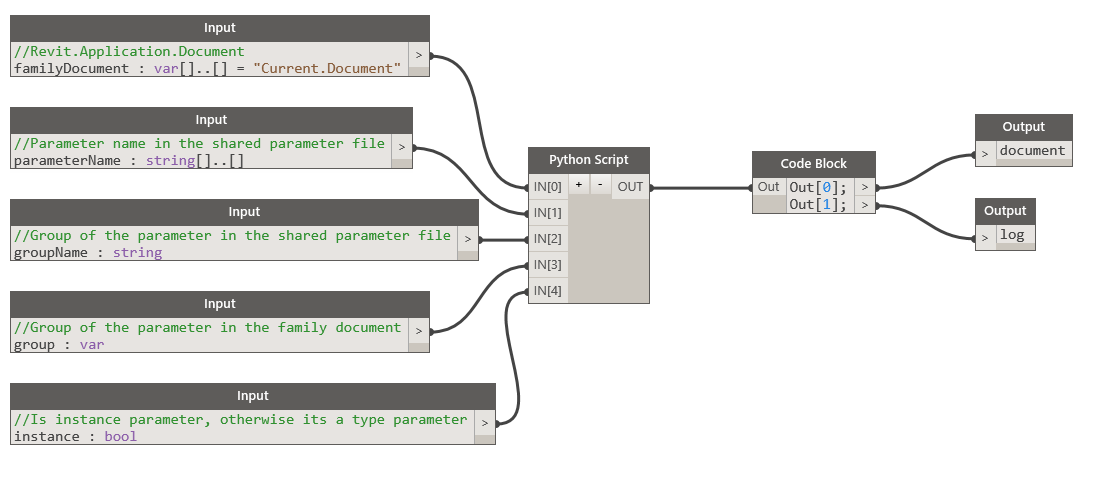 Input
//Revit.Application.Document
familyDocument : var[]..[] = "Current.Document"
>
Input
//Parameter name in the shared parameter file
parameterName : string[]..[]
>
Input
//Group of the parameter in the shared parameter file
groupName : string
>
Input
//Group of the parameter in the family document
group : var
>
Input
//Is instance parameter, otherwise its a type parameter
instance : bool
>
Python Script
IN[0] + - OUT
IN[1]
IN[2]
IN[3]
IN[4]
Code Block
Out Out[0]; >
Out[1]; >
Output
> document
Output
> log